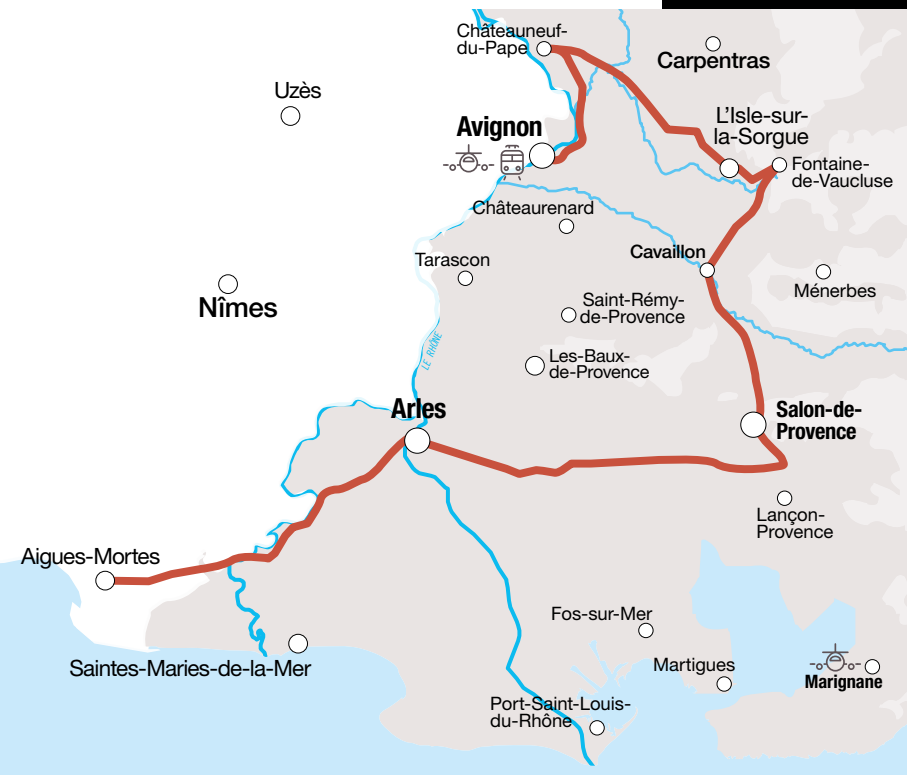 Châteauneuf-
du-Pape
Carpentras
Uzès
L'Isle-sur-
la-Sorgue
Avignon
Fontaine-
de-Vaucluse
Châteaurenard
Cavaillon
Tarascon
Ménerbes
Nîmes
Saint-Rémy-
de-Provence
LE RHÔNE
Les-Baux-
de-Provence
Arles
Salon-de-
Provence
Lançon-
Provence
Aigues-Mortes
Fos-sur-Mer
Saintes-Maries-de-la-Mer
Martigues
Marignane
Port-Saint-Louis-
du-Rhône